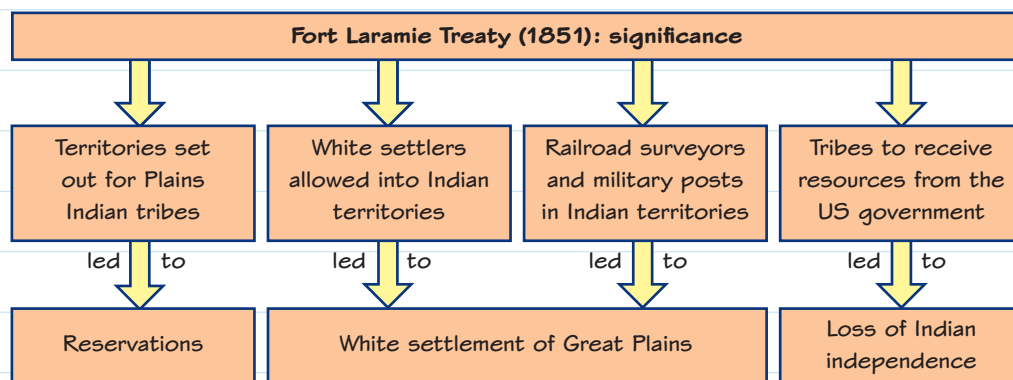 Fort Laramie Treaty (1851): significance
Territories set
out for Plains
Indian tribes
White settlers
allowed into Indian
territories
Railroad surveyors
and military posts
in Indian territories
Tribes to receive
resources from the
US government
led to
led to
led to
led to
Reservations
White settlement of Great Plains
Loss of Indian
independence